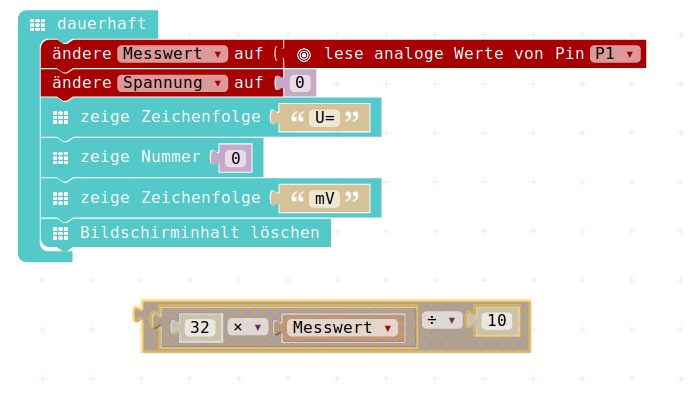 dauerhaft
ändere Messwert ▾ auf lese analoge Werte von Pin P1 ▾
ändere Spannung ▾ auf 0
zeige Zeichenfolge “ U= ”
zeige Nummer 0
zeige Zeichenfolge “ mV ”
Bildschirminhalt löschen
32 × ▾ Messwert ▾ ÷ ▾ 10